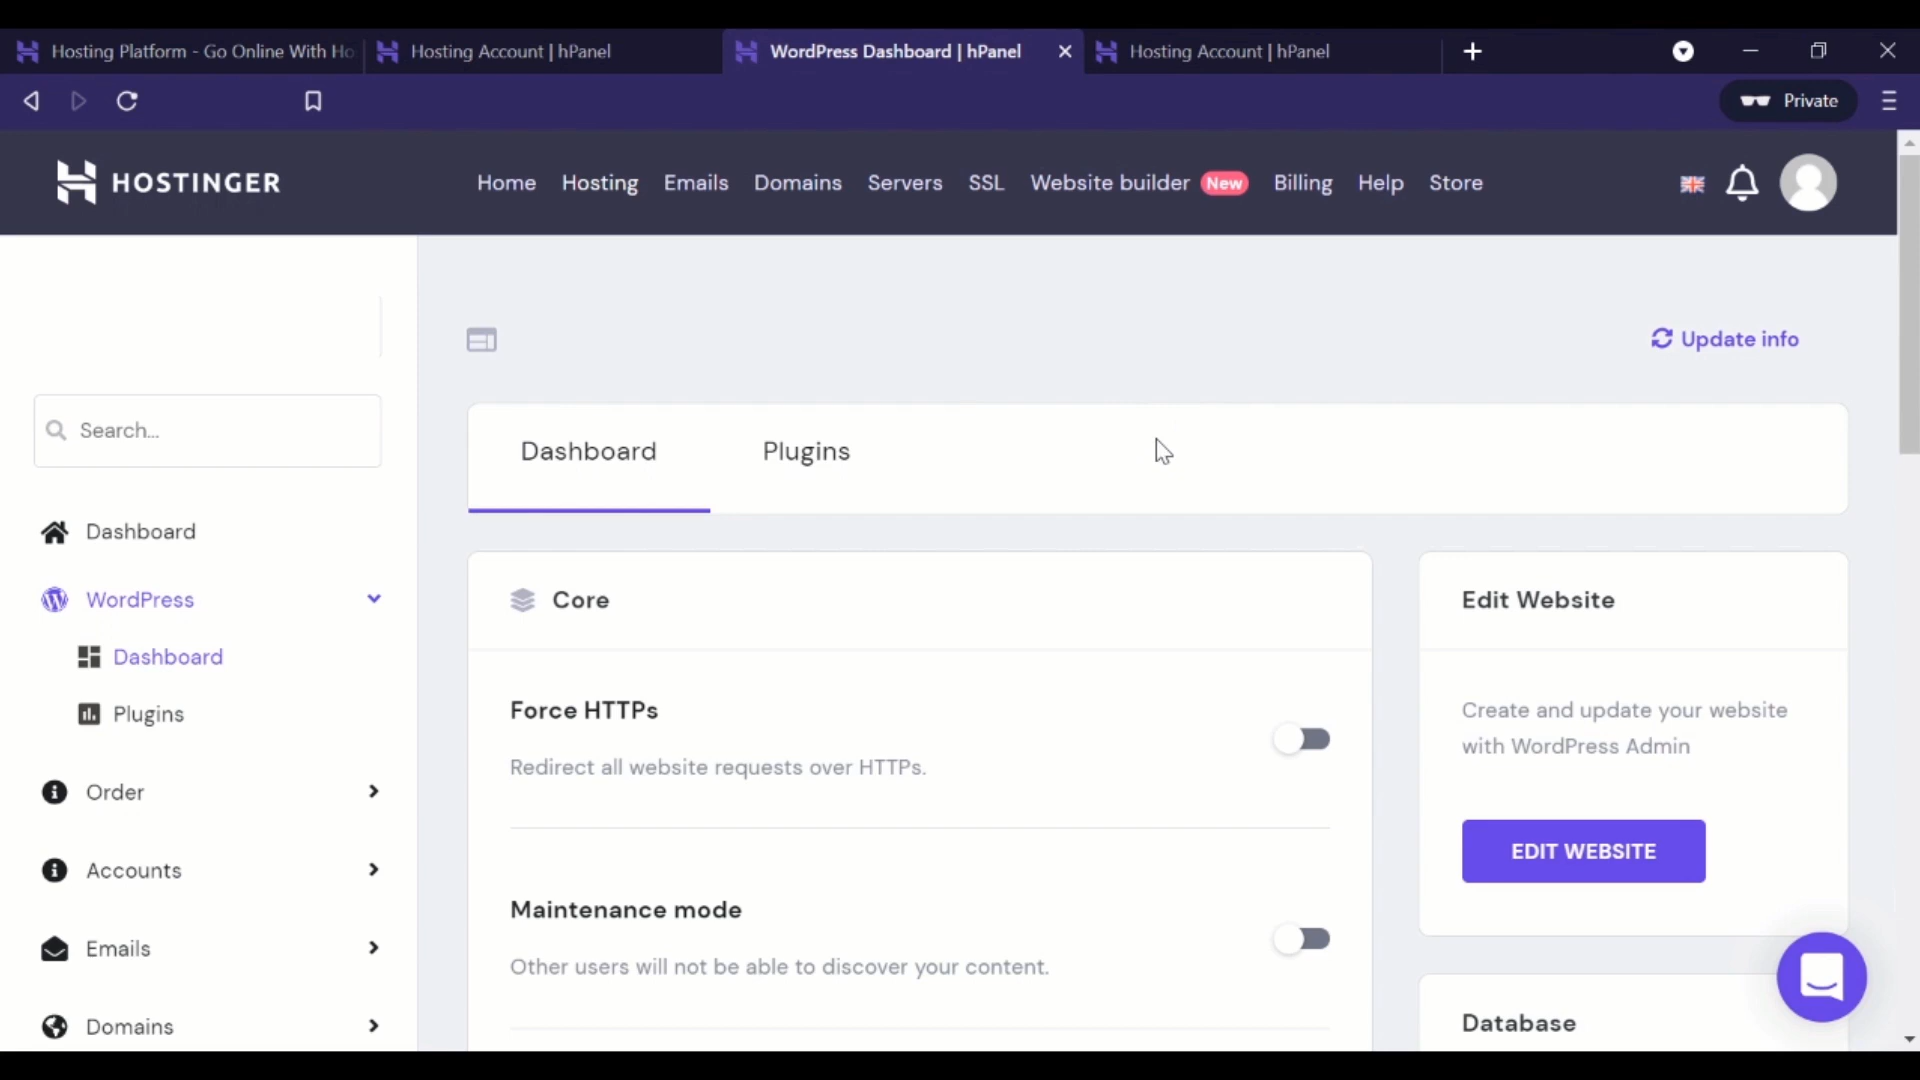 Hosting Platform - Go Online With Ho
Hosting Account | hPanel
WordPress Dashboard | hPanel
Hosting Account | hPanel
Private
HOSTINGER
Home
Hosting
Emails
Domains
Servers
SSL
Website builder
New
Billing
Help
Store
Update info
Search...
Dashboard
WordPress
Dashboard
Plugins
Order
Accounts
Emails
Domains
Dashboard
Plugins
Core
Force HTTPs
Redirect all website requests over HTTPs.
Maintenance mode
Other users will not be able to discover your content.
Edit Website
Create and update your website
with WordPress Admin
EDIT WEBSITE
Database